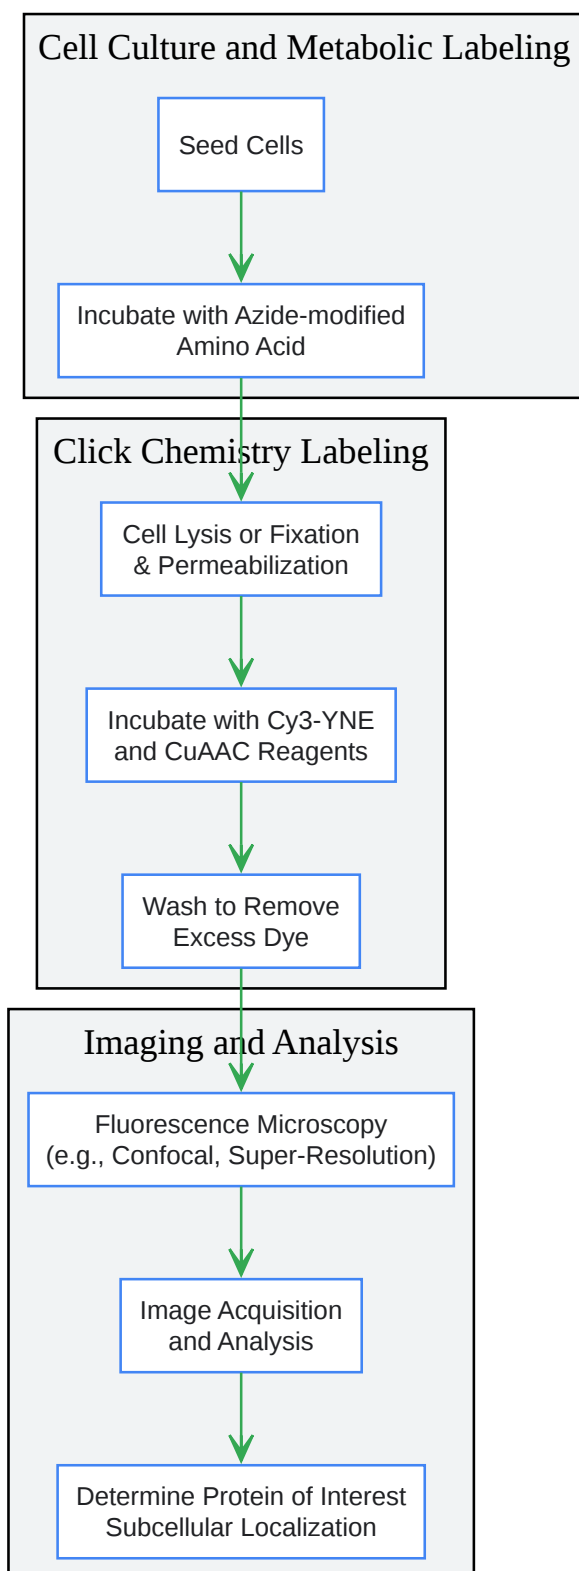 Cell Culture and Metabolic Labeling
Seed Cells
Incubate with Azide-modified
Amino Acid
Click Chemistry Labeling
Cell Lysis or Fixation
& Permeabilization
Incubate with Cy3-YNE
and CuAAC Reagents
Wash to Remove
Excess Dye
Imaging and Analysis
Fluorescence Microscopy
(e.g., Confocal, Super-Resolution)
Image Acquisition
and Analysis
Determine Protein of Interest
Subcellular Localization